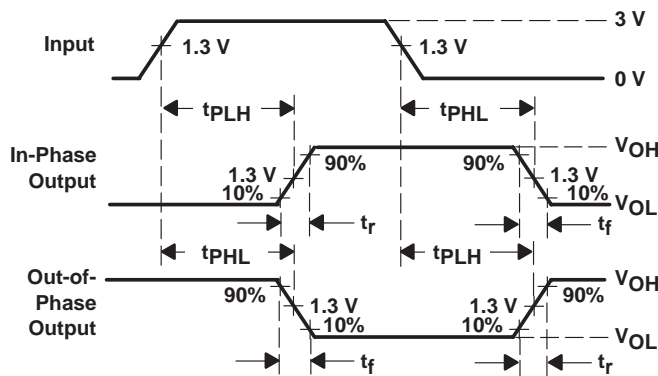 3 V
Input
1.3 V
1.3 V
0 V
tPLH
tPHL
In-Phase
Output
VOH
90%
90%
1.3 V
1.3 V
10%
10%
VOL
tr
tf
tPHL
tPLH
Out-of-
Phase
Output
VOH
90%
90%
1.3 V
1.3 V
10%
10%
VOL
tf
tr